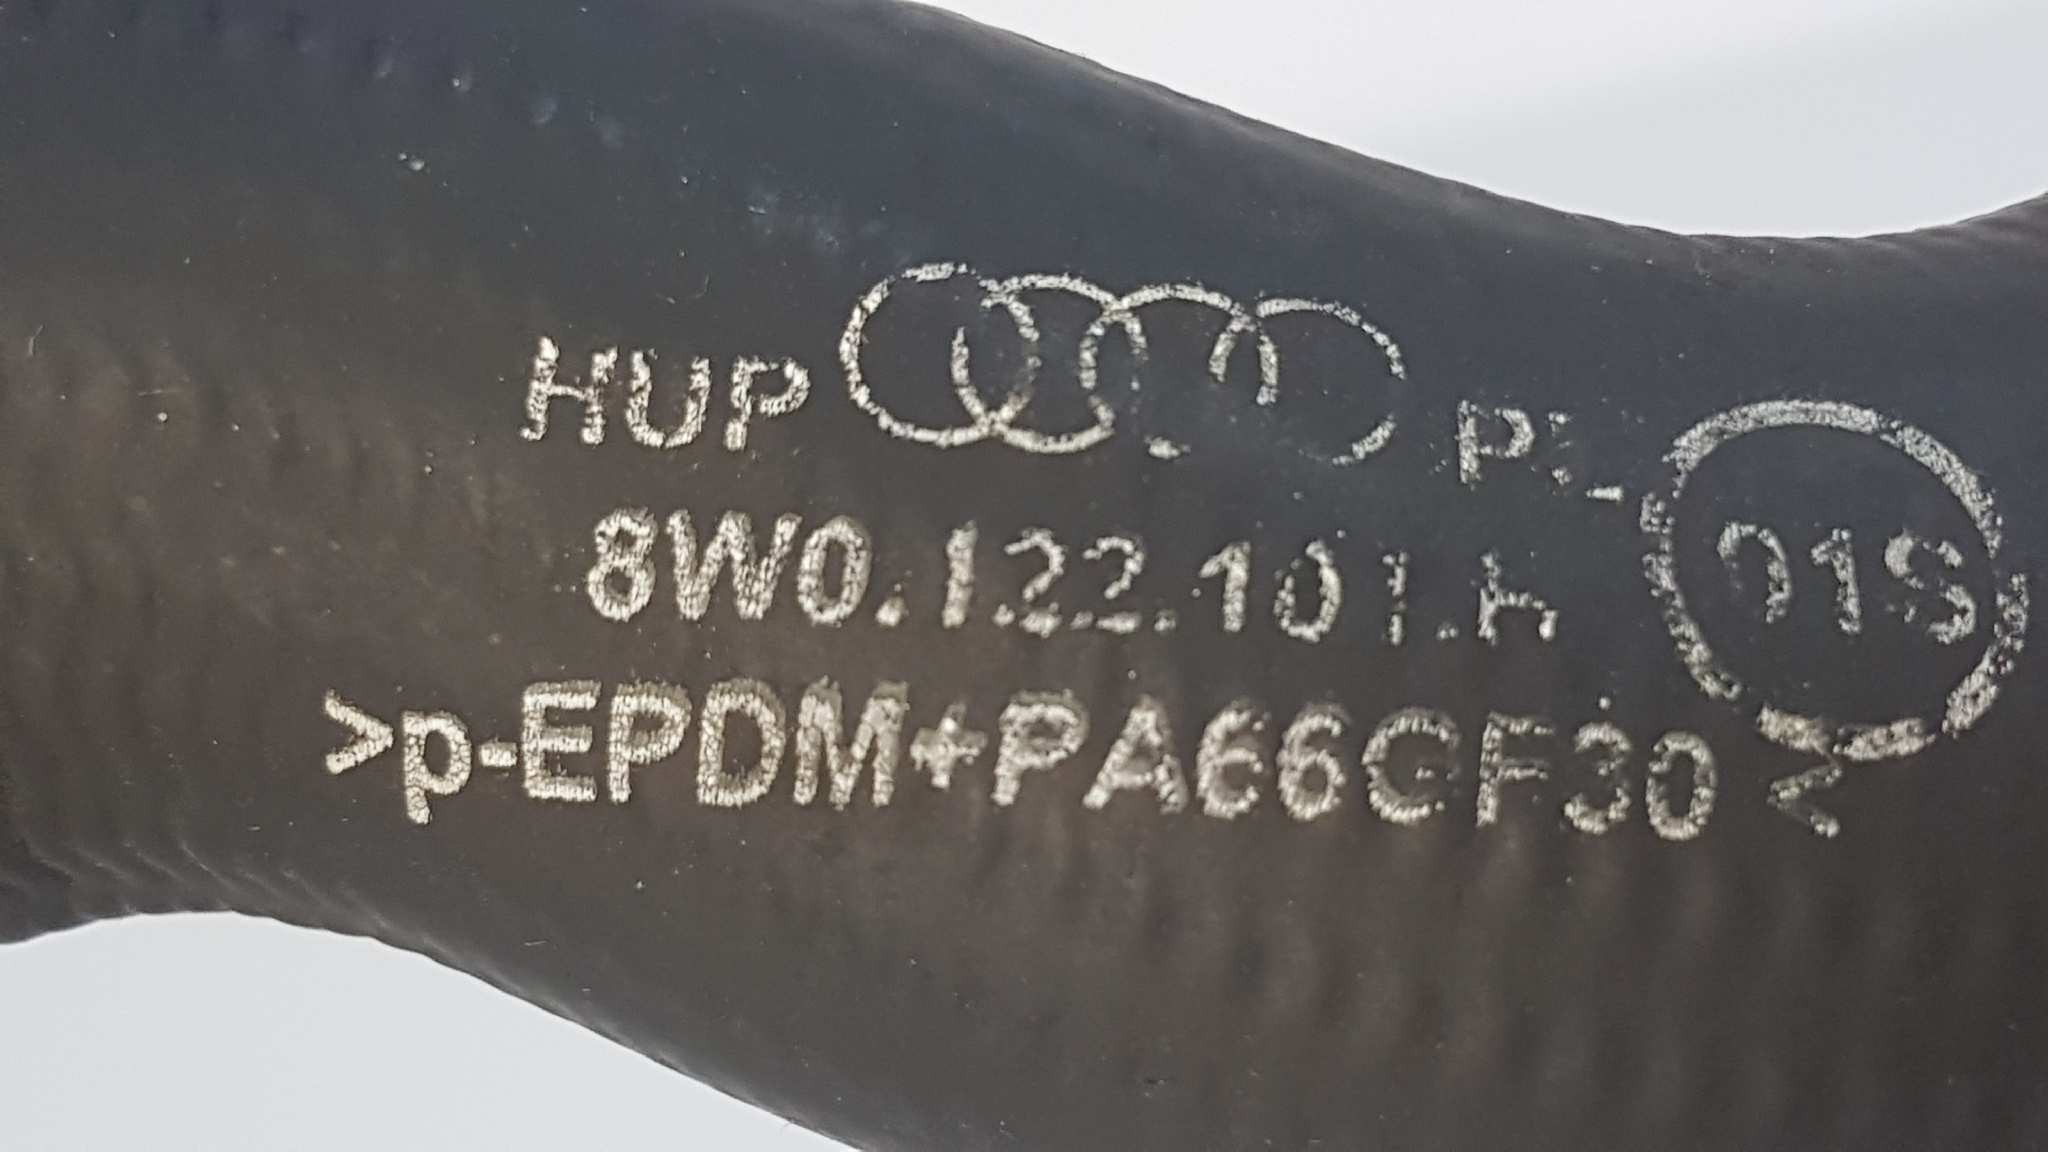 HUP
01S
8W0.122.101.H
>p-EPDM+PA66GF30<